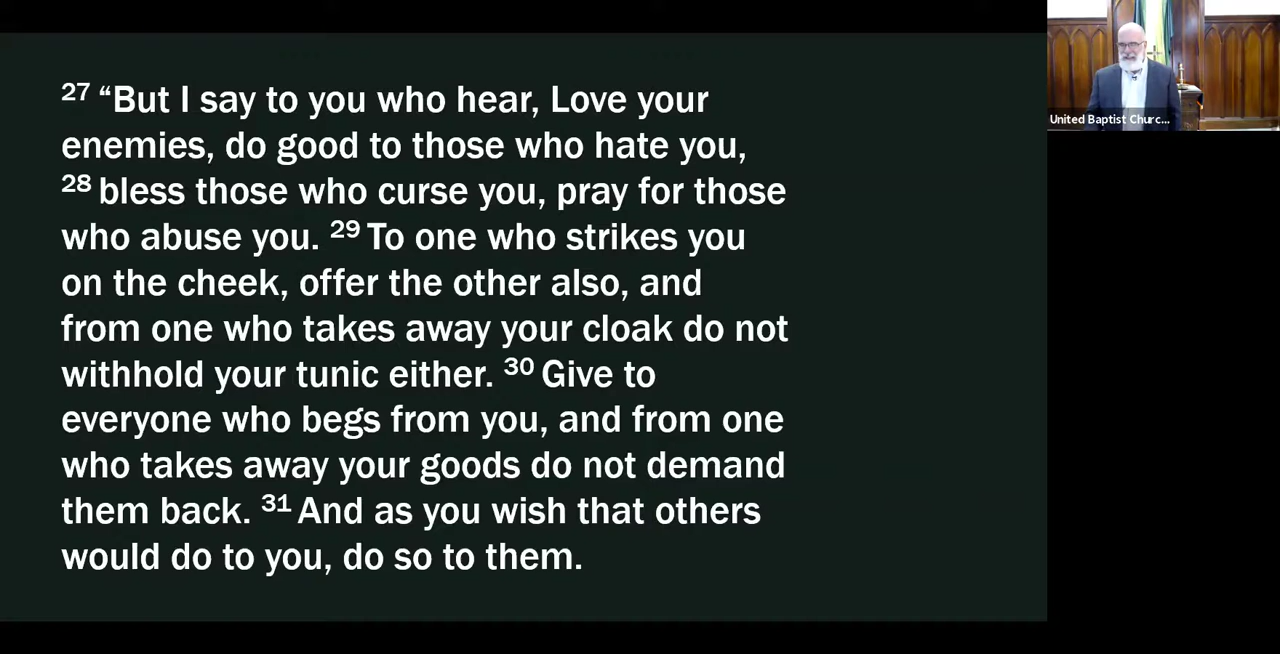 27 “But I say to you who hear, Love your
enemies, do good to those who hate you,
28 bless those who curse you, pray for those
who abuse you. 29 To one who strikes you
on the cheek, offer the other also, and
from one who takes away your cloak do not
withhold your tunic either. 30 Give to
everyone who begs from you, and from one
who takes away your goods do not demand
them back. 31 And as you wish that others
would do to you, do so to them.
United Baptist Churc...